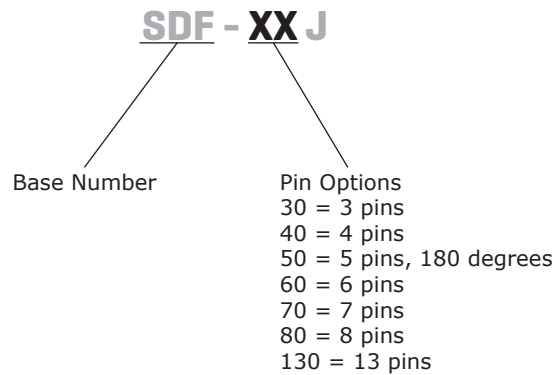 SDF - XX J
Base Number
Pin Options
30 = 3 pins
40 = 4 pins
50 = 5 pins, 180 degrees
60 = 6 pins
70 = 7 pins
80 = 8 pins
130 = 13 pins